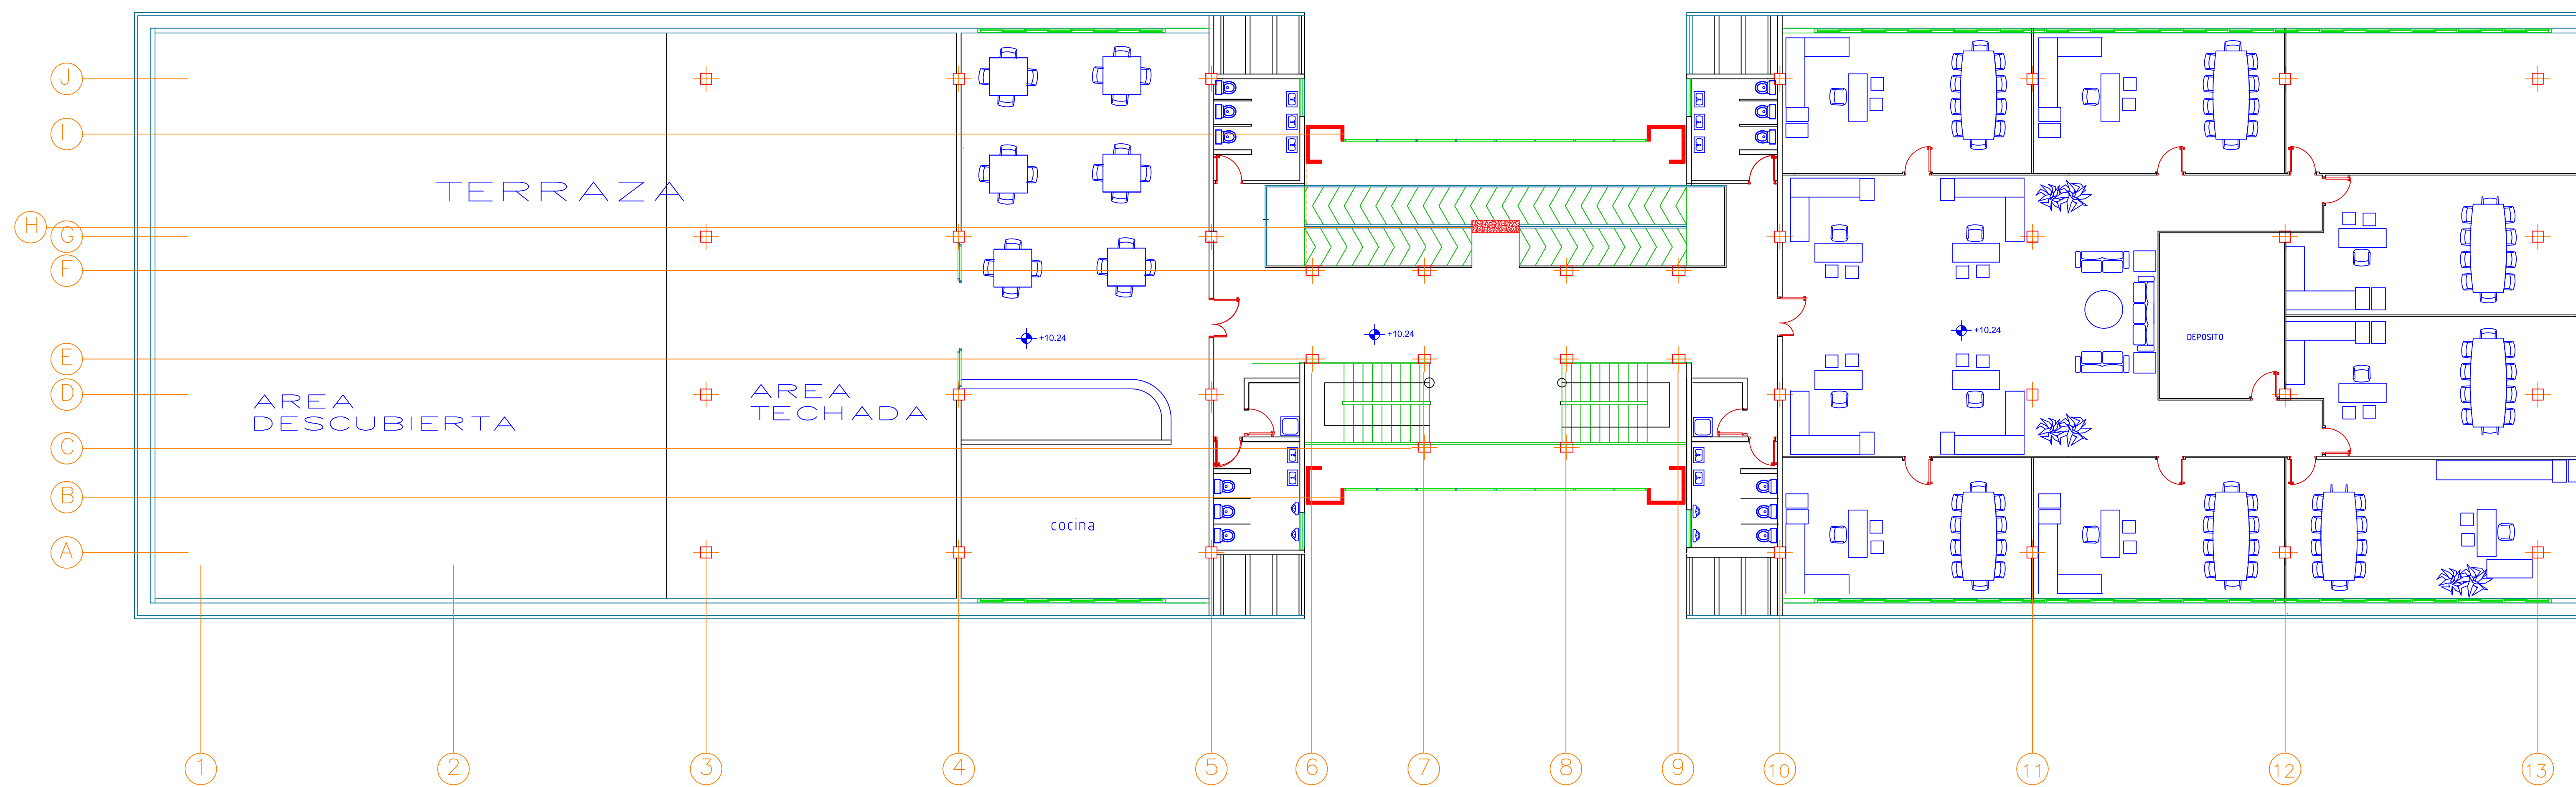 J
I
TERRAZA
H
G
F
+10.24
+10.24
+10.24
DEPOSITO
E
D
AREA
TECHADA
AREA
DESCUBIERTA
C
B
cocina
A
1 2 3 4 5 6 7 8 9 10 11 12 13